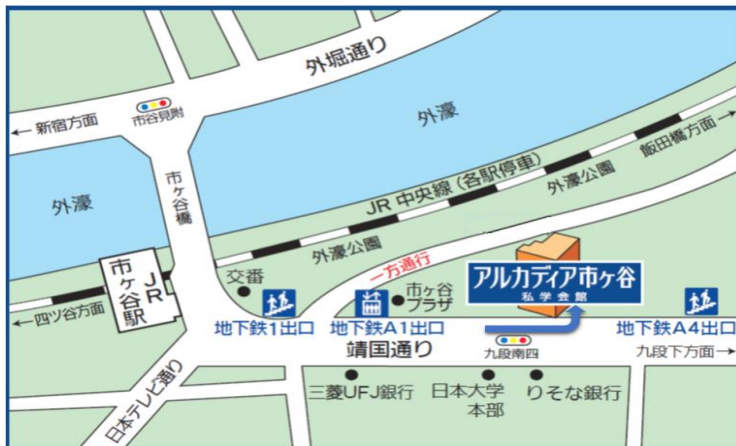 外堀通り
市谷見附
← 新宿方面
外濠
飯田橋方面 →
市ヶ谷橋
JR 中央線 (各駅停車)
外濠公園
外濠
外濠公園
一方通行
JR
市ヶ谷駅
交番
市ヶ谷
プラザ
アルカディア市ヶ谷
私学会館
← 四ツ谷方面
地下鉄1出口
地下鉄A1出口
地下鉄A4出口
靖国通り
九段南四
九段下方面→
日本テレビ通り
三菱UFJ銀行
日本大学
本部
りそな銀行